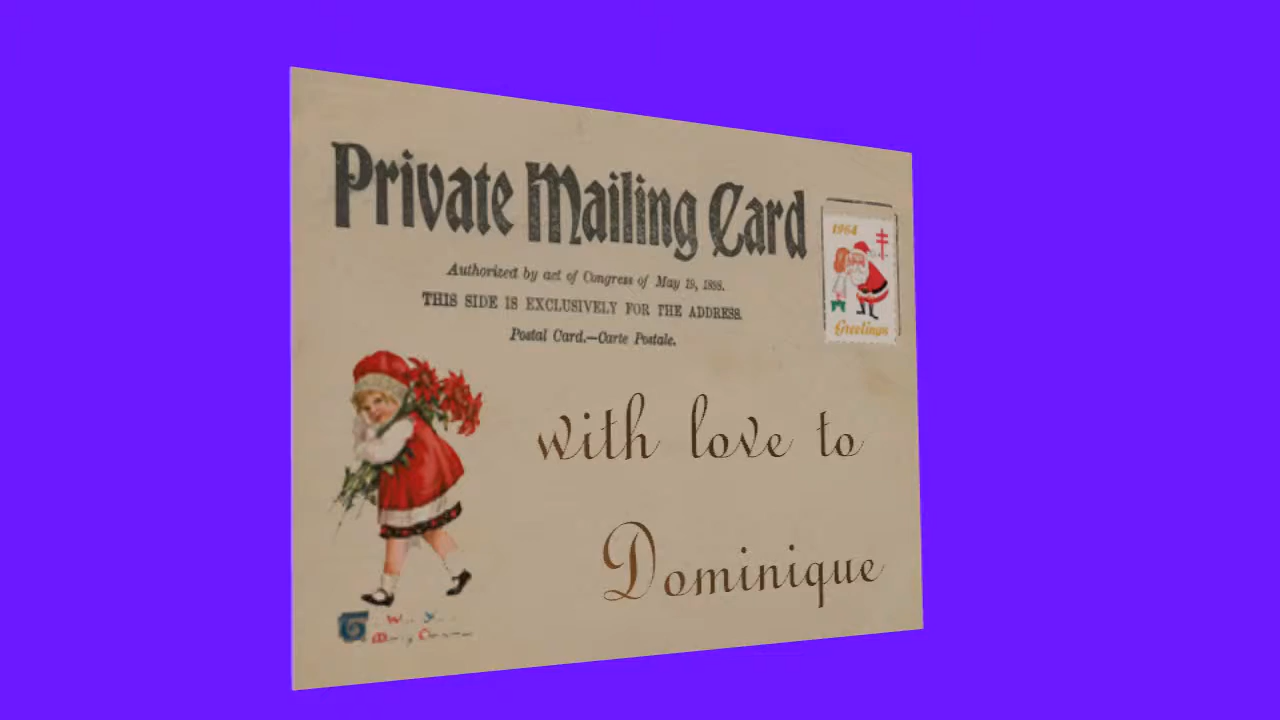 Private Mailing Card
Authorized by act of Congress of May 19, 1898.
THIS SIDE IS EXCLUSIVELY FOR THE ADDRESS.
Postal Card.—Carte Postale.
1964
Greetings
with love to
Dominique